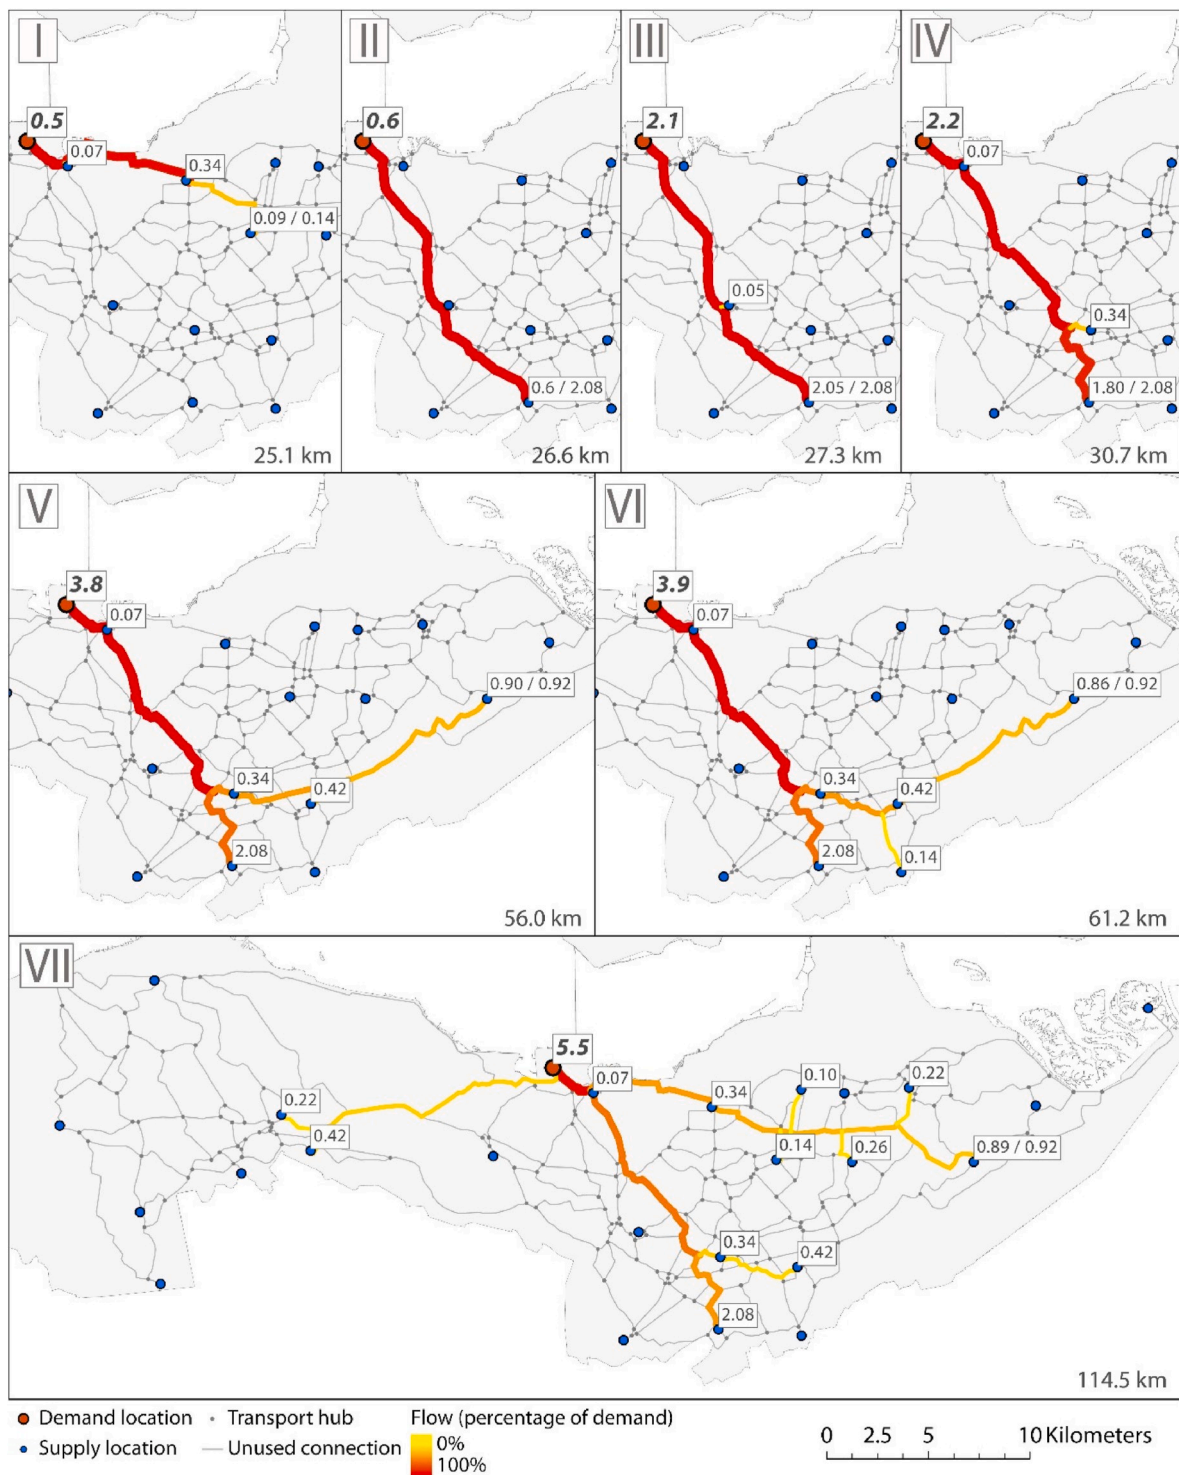 I
0.5
0.07
0.34
0.09 / 0.14
25.1 km
II
0.6
0.6 / 2.08
26.6 km
III
2.1
0.05
2.05 / 2.08
27.3 km
IV
2.2
0.07
0.34
1.80 / 2.08
30.7 km
V
3.8
0.07
0.90 / 0.92
0.34
0.42
2.08
56.0 km
VI
3.9
0.07
0.86 / 0.92
0.34
0.42
2.08
0.14
61.2 km
VII
5.5
0.07
0.10
0.22
0.34
0.22
0.42
0.14
0.26
0.89 / 0.92
0.34
0.42
2.08
114.5 km
Demand location
Transport hub
Flow (percentage of demand)
Supply location
Unused connection
0%
100%
0 2.5 5 10 Kilometers